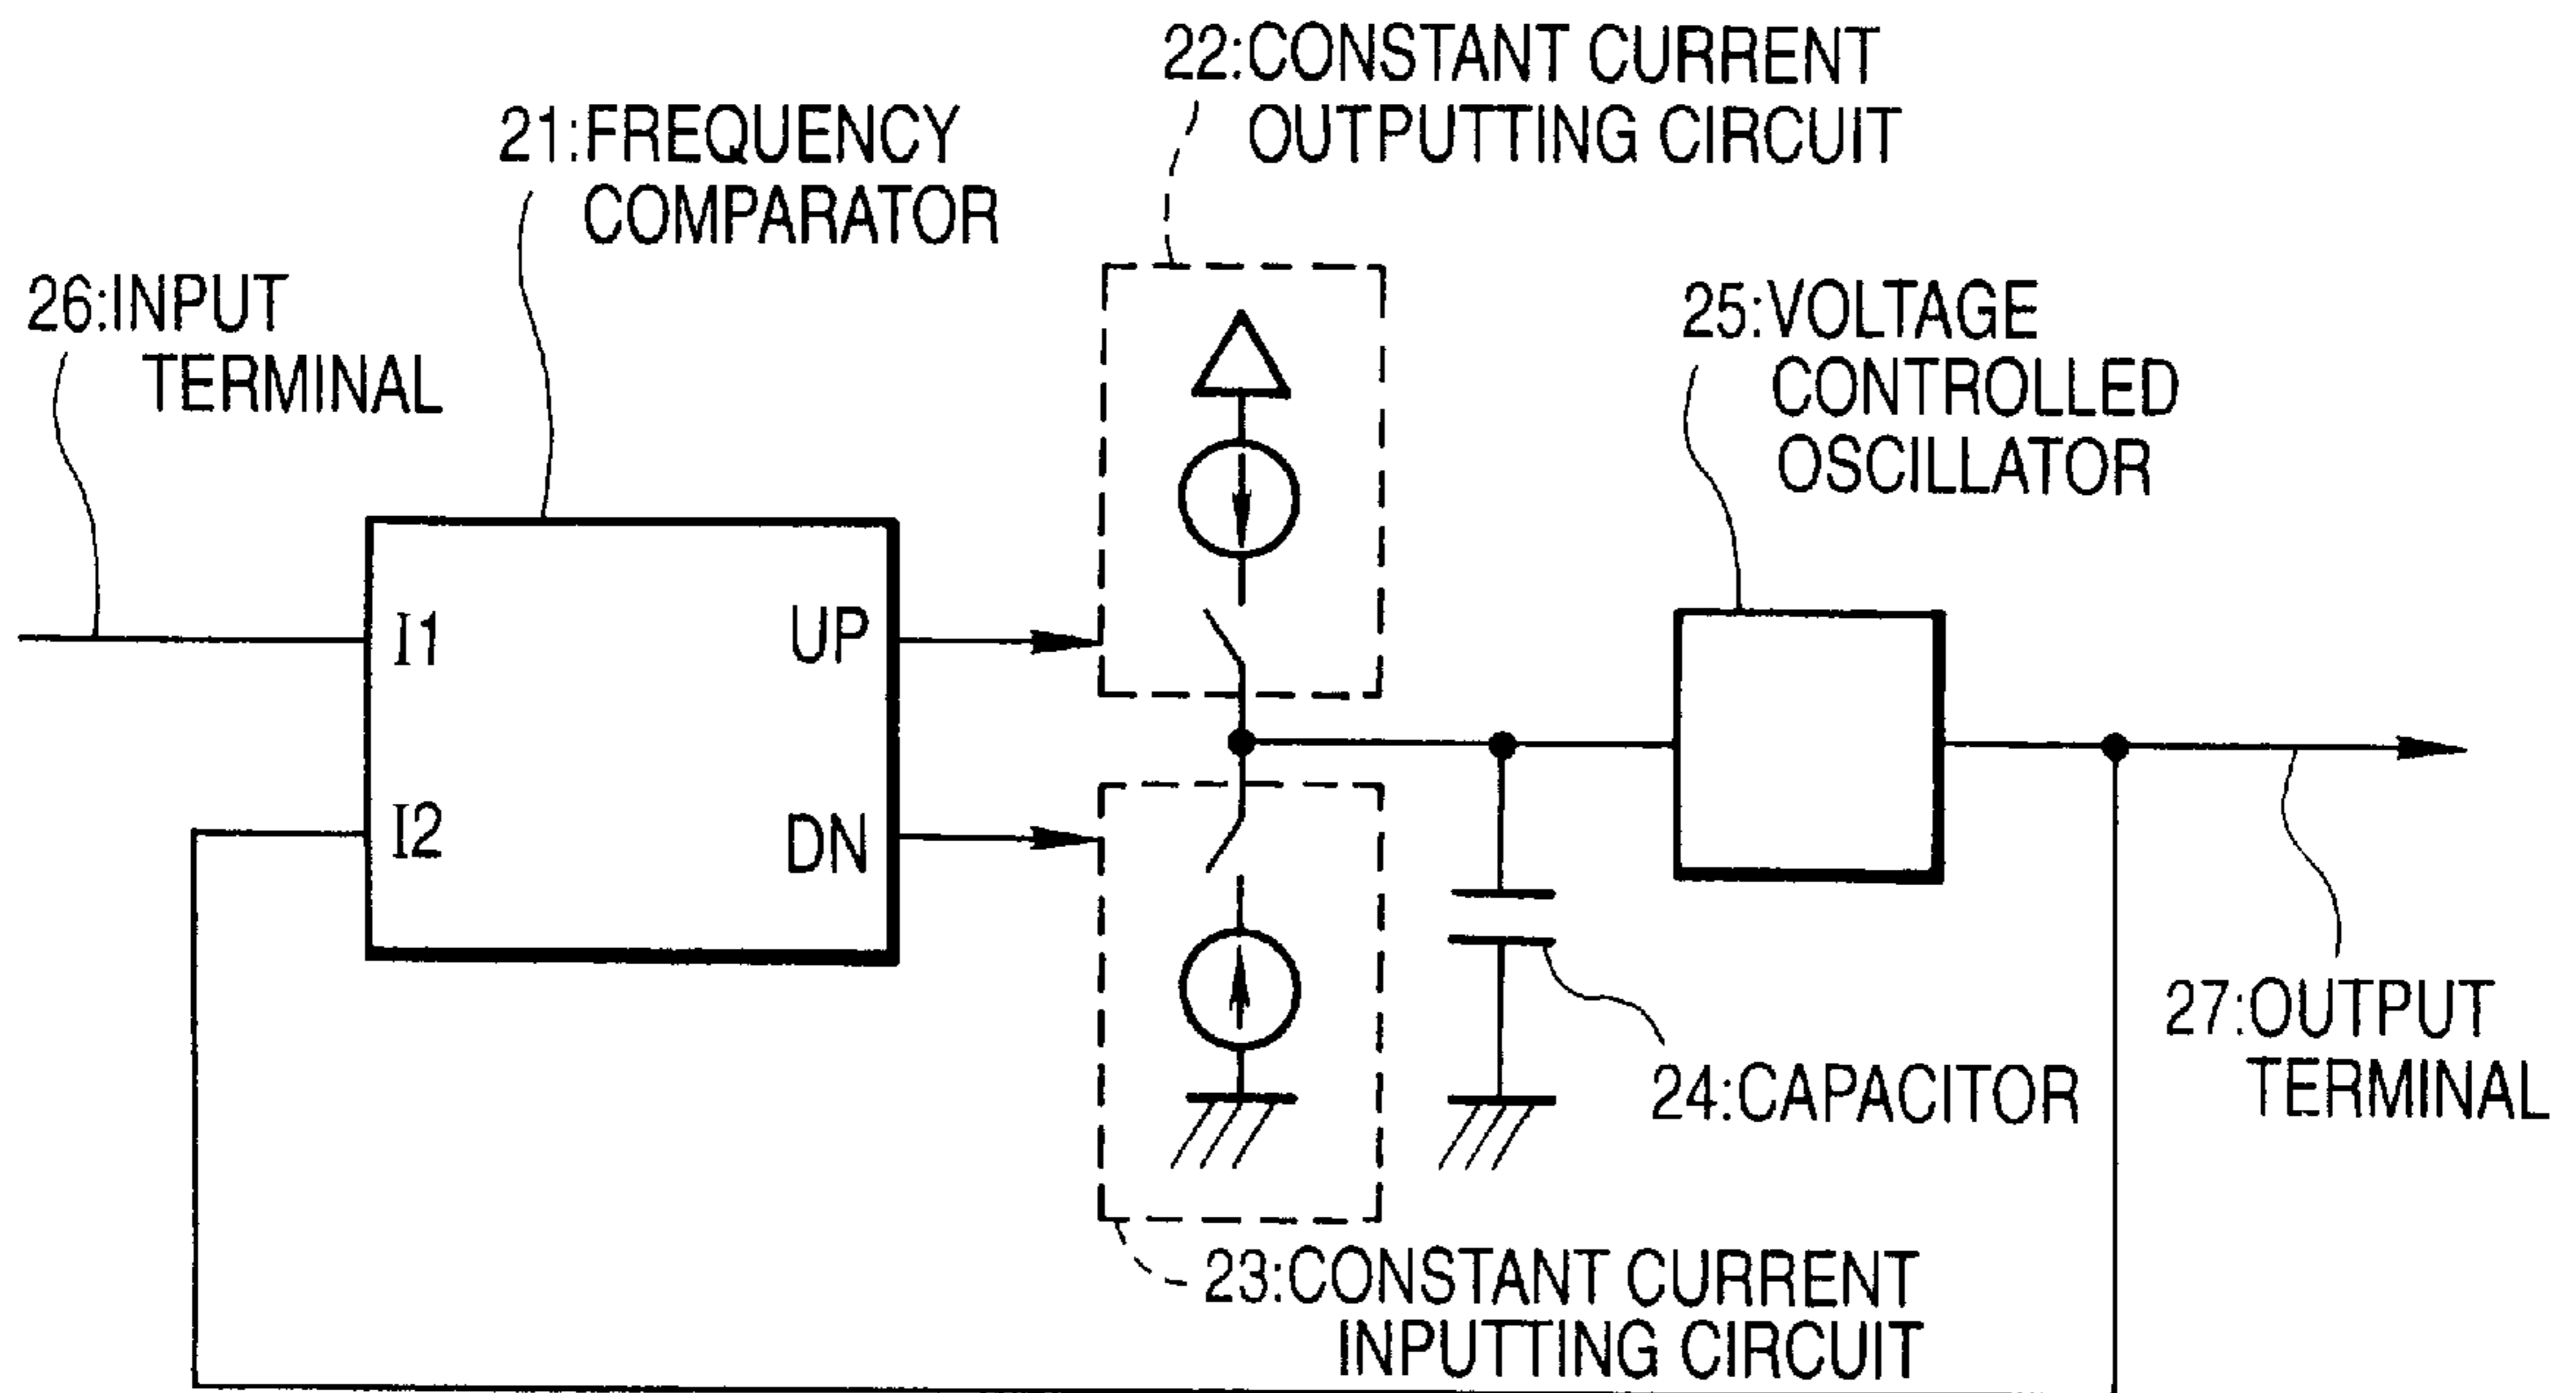 22:CONSTANT CURRENT
OUTPUTTING CIRCUIT
21:FREQUENCY
COMPARATOR
26:INPUT
TERMINAL
25:VOLTAGE
CONTROLLED
OSCILLATOR
I1
UP
I2
DN
27:OUTPUT
TERMINAL
24:CAPACITOR
23:CONSTANT CURRENT
INPUTTING CIRCUIT